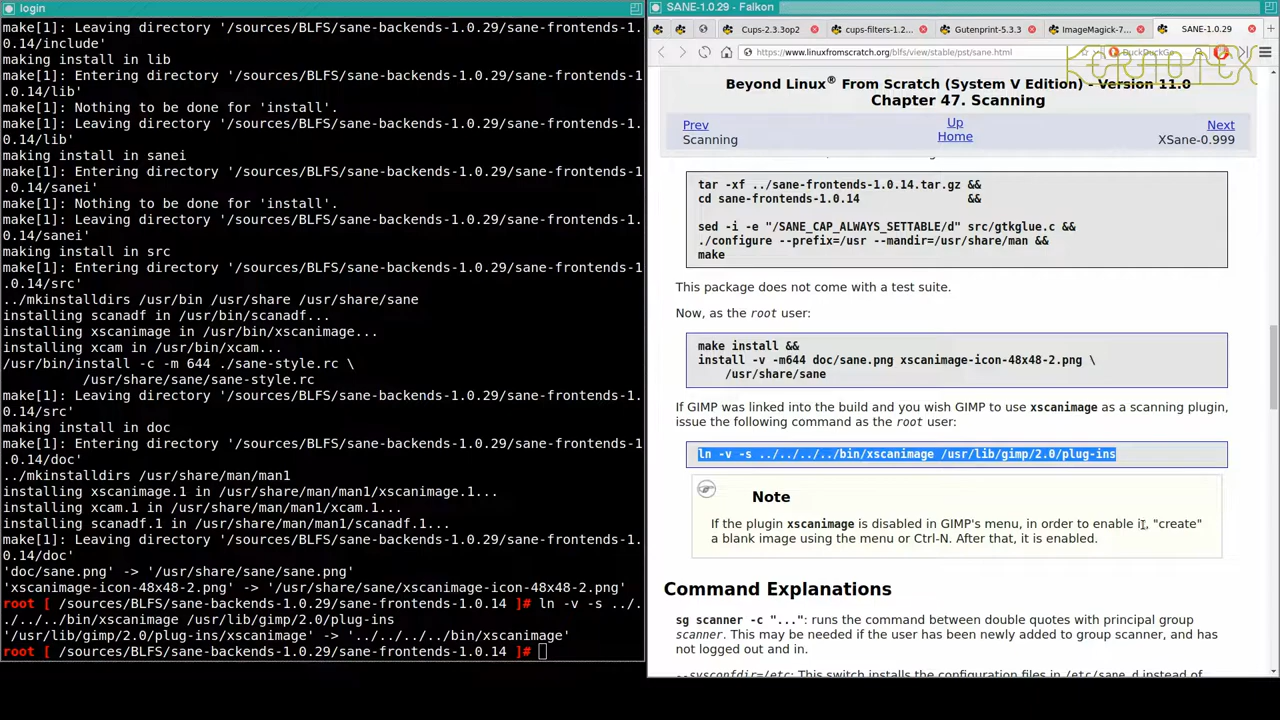 login
make[1]: Leaving directory '/sources/BLFS/sane-backends-1.0.29/sane-frontends-1
.0.14/include'
making install in lib
make[1]: Entering directory '/sources/BLFS/sane-backends-1.0.29/sane-frontends-1
.0.14/lib'
make[1]: Nothing to be done for 'install'.
make[1]: Leaving directory '/sources/BLFS/sane-backends-1.0.29/sane-frontends-1
.0.14/lib'
making install in sanei
make[1]: Entering directory '/sources/BLFS/sane-backends-1.0.29/sane-frontends-1
.0.14/sanei'
make[1]: Nothing to be done for 'install'.
make[1]: Leaving directory '/sources/BLFS/sane-backends-1.0.29/sane-frontends-1
.0.14/sanei'
making install in src
make[1]: Entering directory '/sources/BLFS/sane-backends-1.0.29/sane-frontends-1
.0.14/src'
../mkinstalldirs /usr/bin /usr/share /usr/share/sane
installing scanadf in /usr/bin/scanadf...
installing xscanimage in /usr/bin/xscanimage...
installing xcam in /usr/bin/xcam...
/usr/bin/install -c -m 644 ./sane-style.rc \
/usr/share/sane/sane-style.rc
make[1]: Leaving directory '/sources/BLFS/sane-backends-1.0.29/sane-frontends-1
.0.14/src'
making install in doc
make[1]: Entering directory '/sources/BLFS/sane-backends-1.0.29/sane-frontends-1
.0.14/doc'
../mkinstalldirs /usr/share/man/man1
installing xscanimage.1 in /usr/share/man/man1/xscanimage.1...
installing xcam.1 in /usr/share/man/man1/xcam.1...
installing scanadf.1 in /usr/share/man/man1/scanadf.1...
make[1]: Leaving directory '/sources/BLFS/sane-backends-1.0.29/sane-frontends-1
.0.14/doc'
'doc/sane.png' -> '/usr/share/sane/sane.png'
'xscanimage-icon-48x48-2.png' -> '/usr/share/sane/xscanimage-icon-48x48-2.png'
root [ /sources/BLFS/sane-backends-1.0.29/sane-frontends-1.0.14 ]# ln -v -s ../.
./../../bin/xscanimage /usr/lib/gimp/2.0/plug-ins
'/usr/lib/gimp/2.0/plug-ins/xscanimage' -> '../../../../bin/xscanimage'
root [ /sources/BLFS/sane-backends-1.0.29/sane-frontends-1.0.14 ]#
SANE-1.0.29 - Falkon
Cups-2.3.3op2
cups-filters-1.2...
Gutenprint-5.3.3
ImageMagick-7...
SANE-1.0.29
https://www.linuxfromscratch.org/blfs/view/stable/pst/sane.html
DuckDuckGo
KERNOTEX
Beyond Linux® From Scratch (System V Edition) - Version 11.0
Chapter 47. Scanning
Prev
Up
Next
Scanning
Home
XSane-0.999
tar -xf ../sane-frontends-1.0.14.tar.gz &&
cd sane-frontends-1.0.14 &&
sed -i -e "/SANE_CAP_ALWAYS_SETTABLE/d" src/gtkglue.c &&
./configure --prefix=/usr --mandir=/usr/share/man &&
make
This package does not come with a test suite.
Now, as the root user:
make install &&
install -v -m644 doc/sane.png xscanimage-icon-48x48-2.png \
/usr/share/sane
If GIMP was linked into the build and you wish GIMP to use xscanimage as a scanning plugin,
issue the following command as the root user:
ln -v -s ../../../../bin/xscanimage /usr/lib/gimp/2.0/plug-ins
Note
If the plugin xscanimage is disabled in GIMP's menu, in order to enable it, "create"
a blank image using the menu or Ctrl-N. After that, it is enabled.
Command Explanations
sg scanner -c "...": runs the command between double quotes with principal group
scanner. This may be needed if the user has been newly added to group scanner, and has
not logged out and in.
--sysconfdir=/etc: This switch installs the configuration files in /etc/sane.d instead of